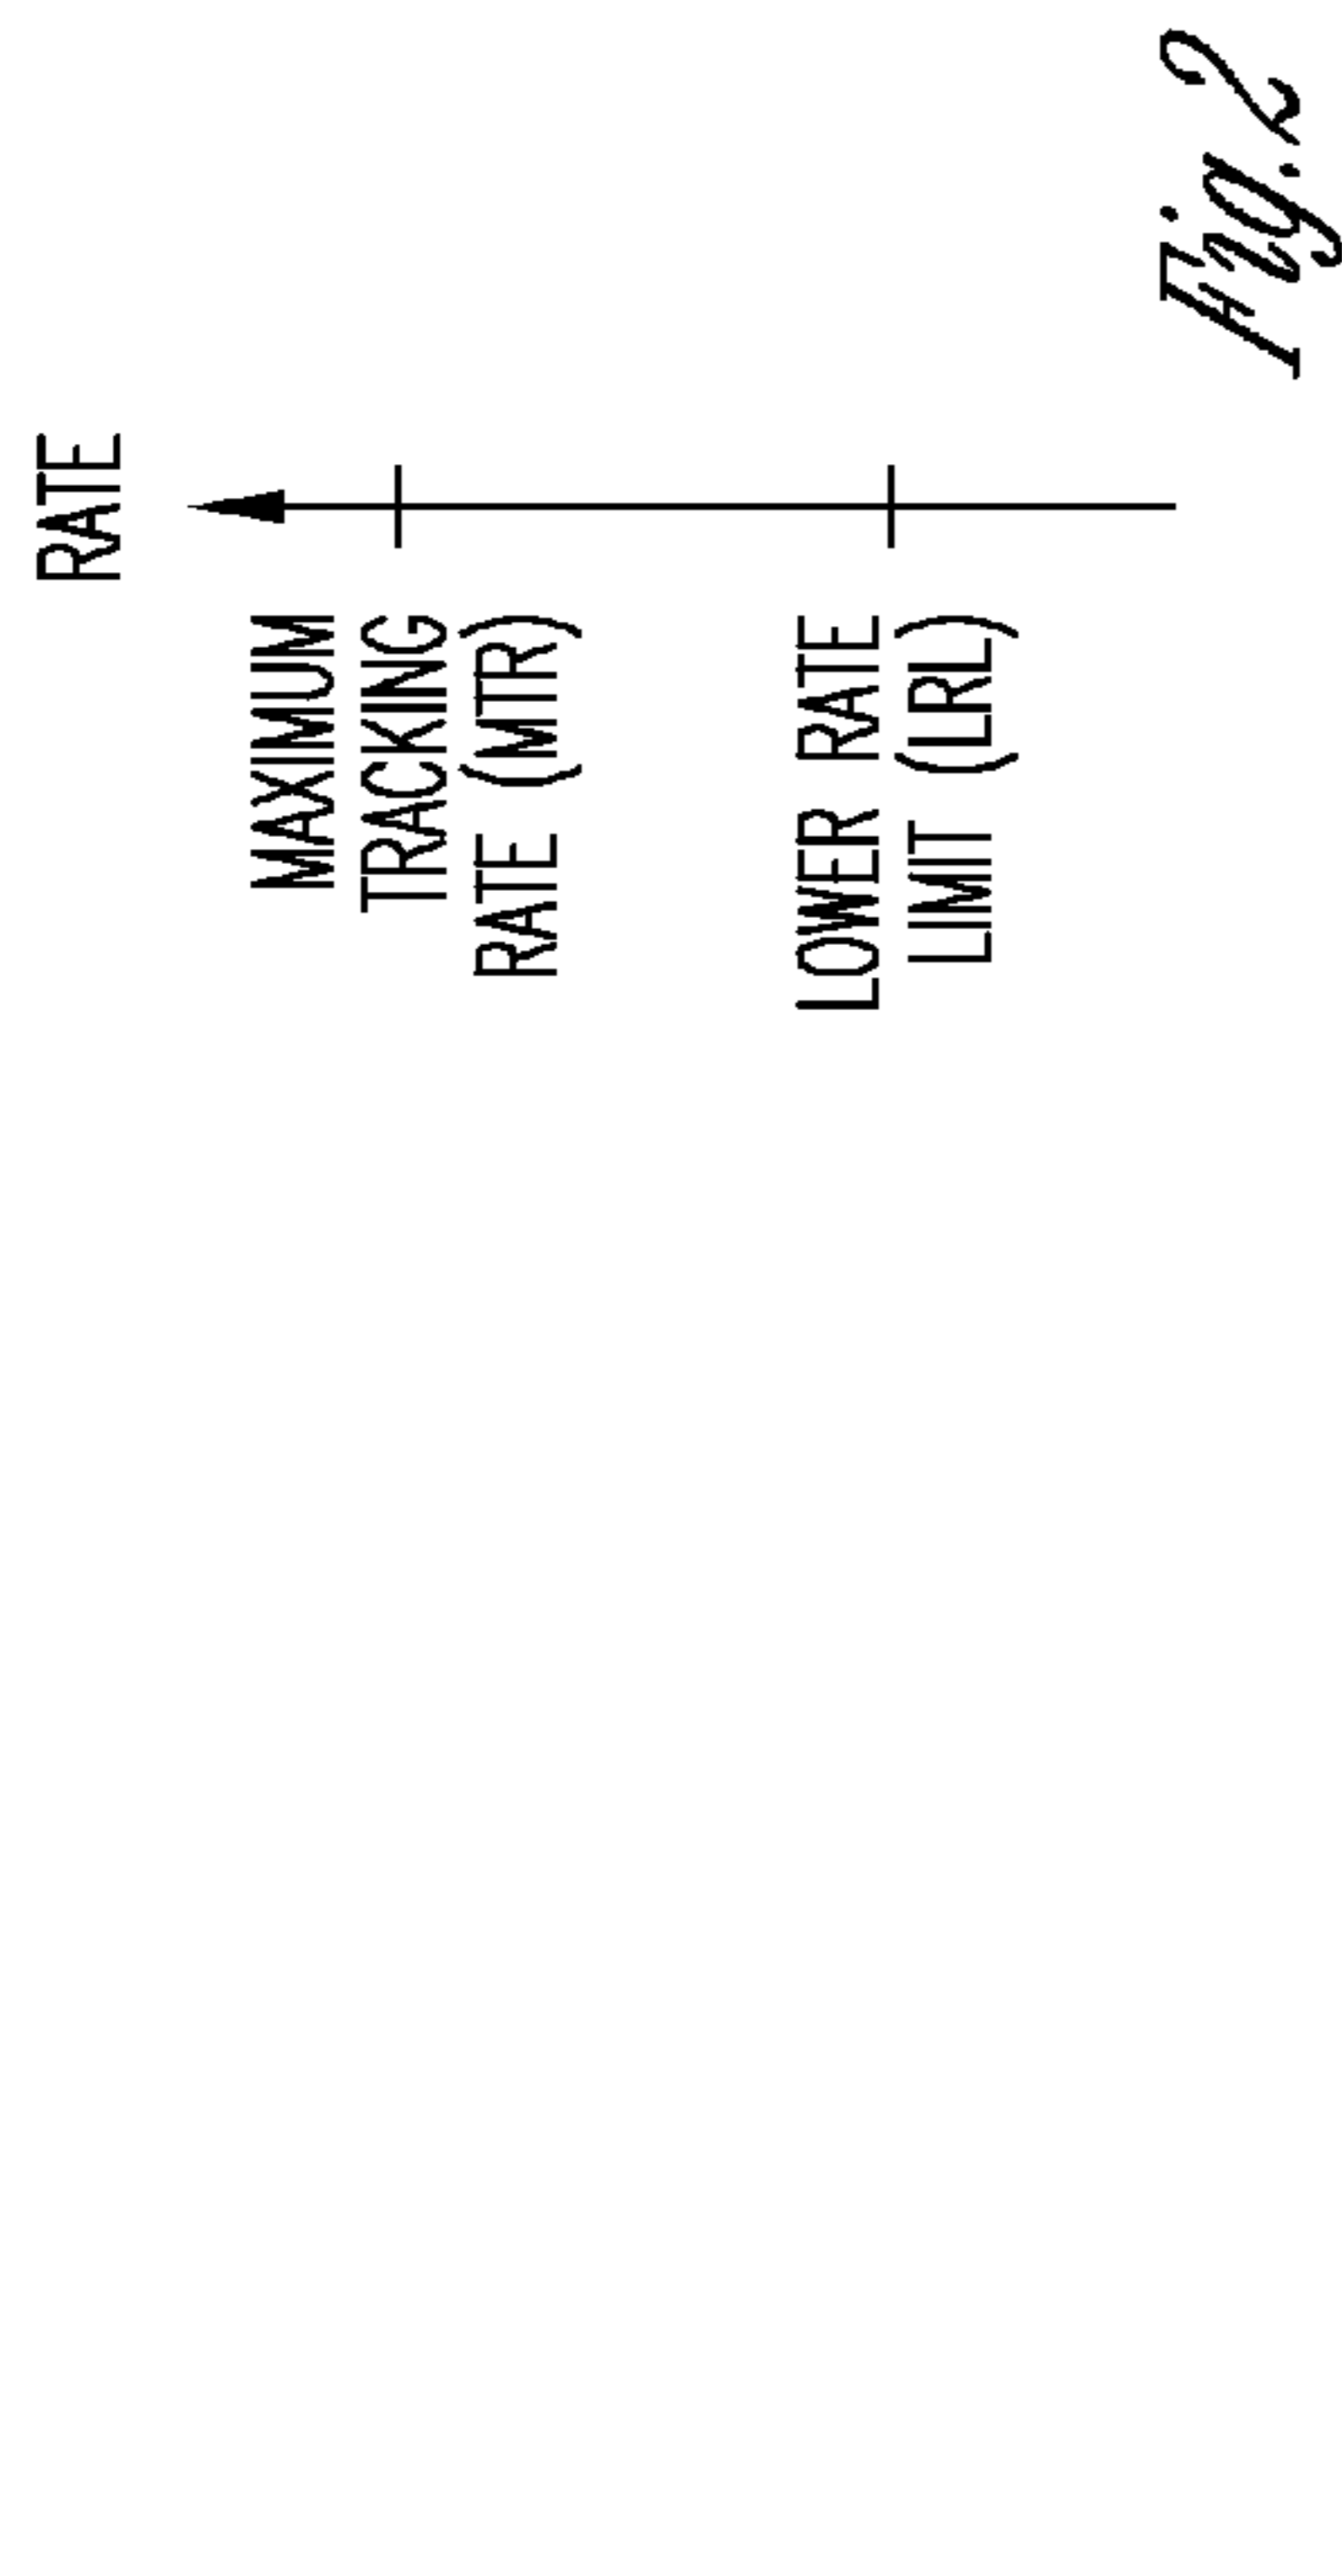 RATE
MAXIMUM
TRACKING
RATE (MTR)
LOWER RATE
LIMIT (LRL)
Fig. 2